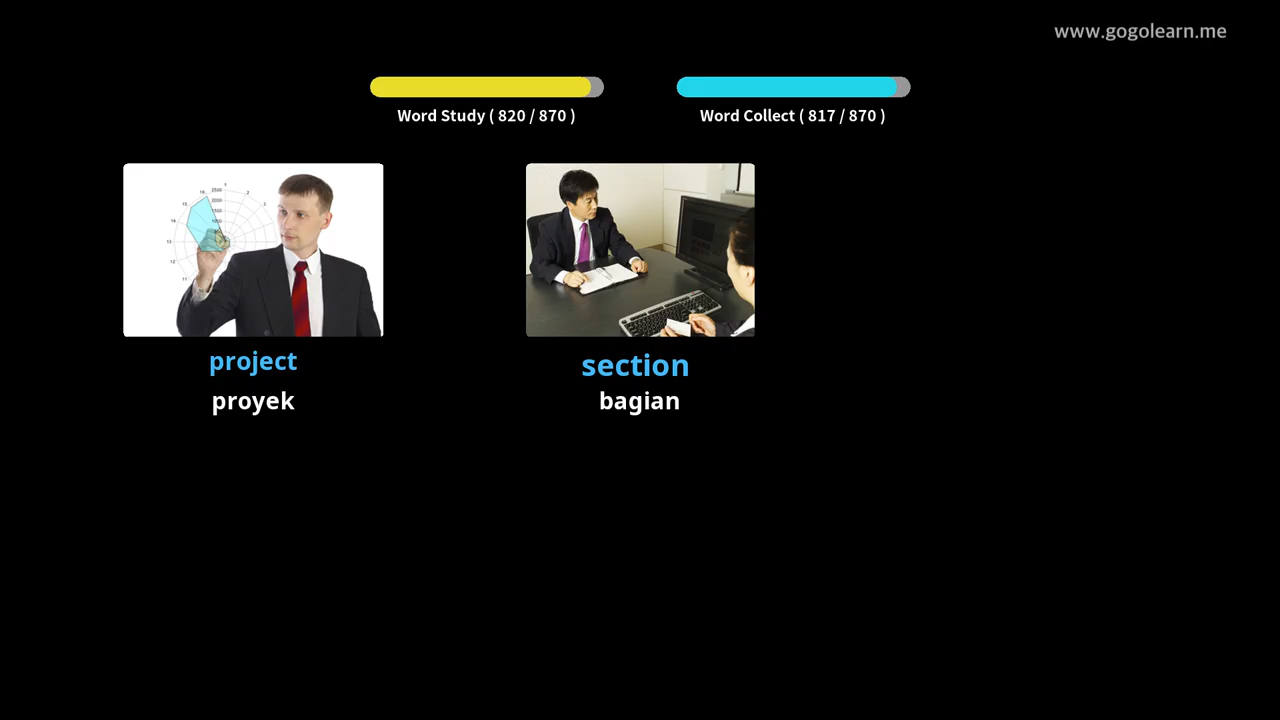 www.gogolearn.me
Word Study ( 820 / 870 )
Word Collect ( 817 / 870 )
project
proyek
section
bagian